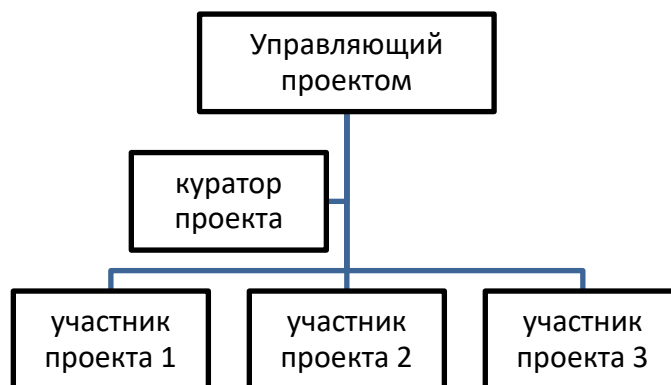 Управляющий
проектом
куратор
проекта
участник
проекта 1
участник
проекта 2
участник
проекта 3